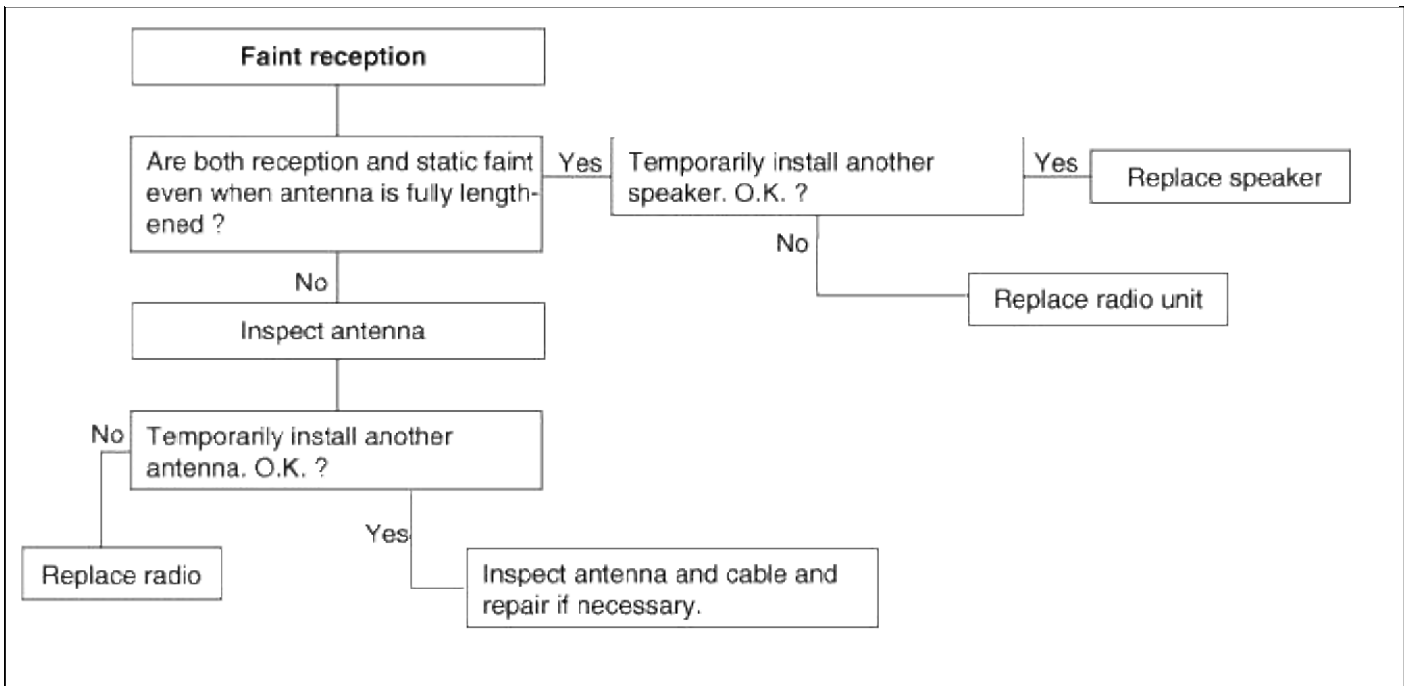 Faint reception
Are both reception and static faint
even when antenna is fully length-
ened ?
Yes
Temporarily install another
speaker. O.K. ?
Yes
Replace speaker
No
Replace radio unit
No
Inspect antenna
No
Temporarily install another
antenna. O.K. ?
Yes
Replace radio
Inspect antenna and cable and
repair if necessary.